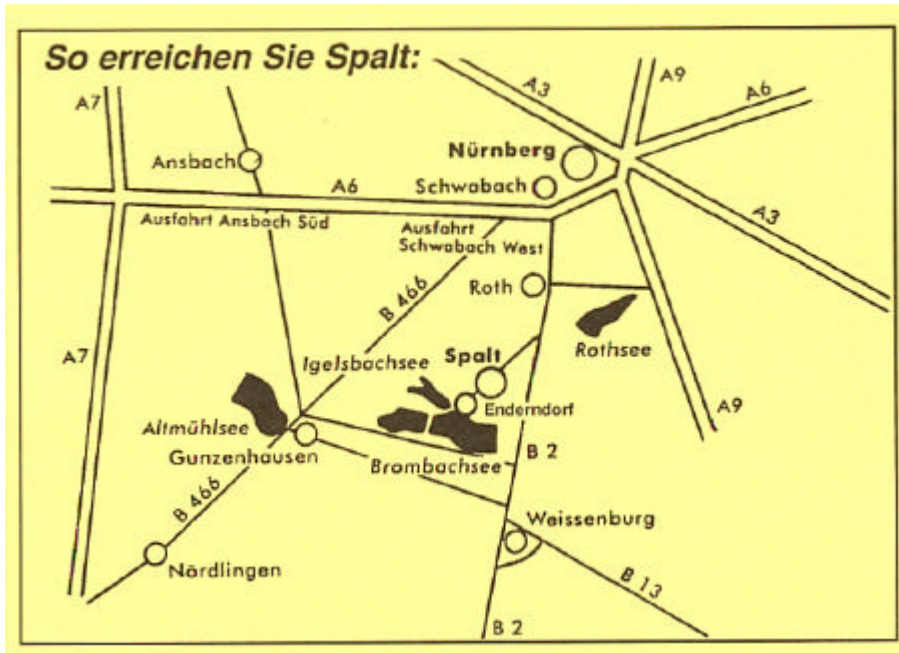 So erreichen Sie Spalt:
A7
A3
A9
A6
Ansbach
Nürnberg
A6
Schwabach
A3
Ausfahrt Ansbach Süd
Ausfahrt
Schwabach West
B 466
Roth
A7
Igelsbachsee
Spalt
Rothsee
Enderndorf
A9
Altmühlsee
Gunzenhausen
B 2
Brombachsee
B 466
Weissenburg
Nördlingen
B 13
B 2